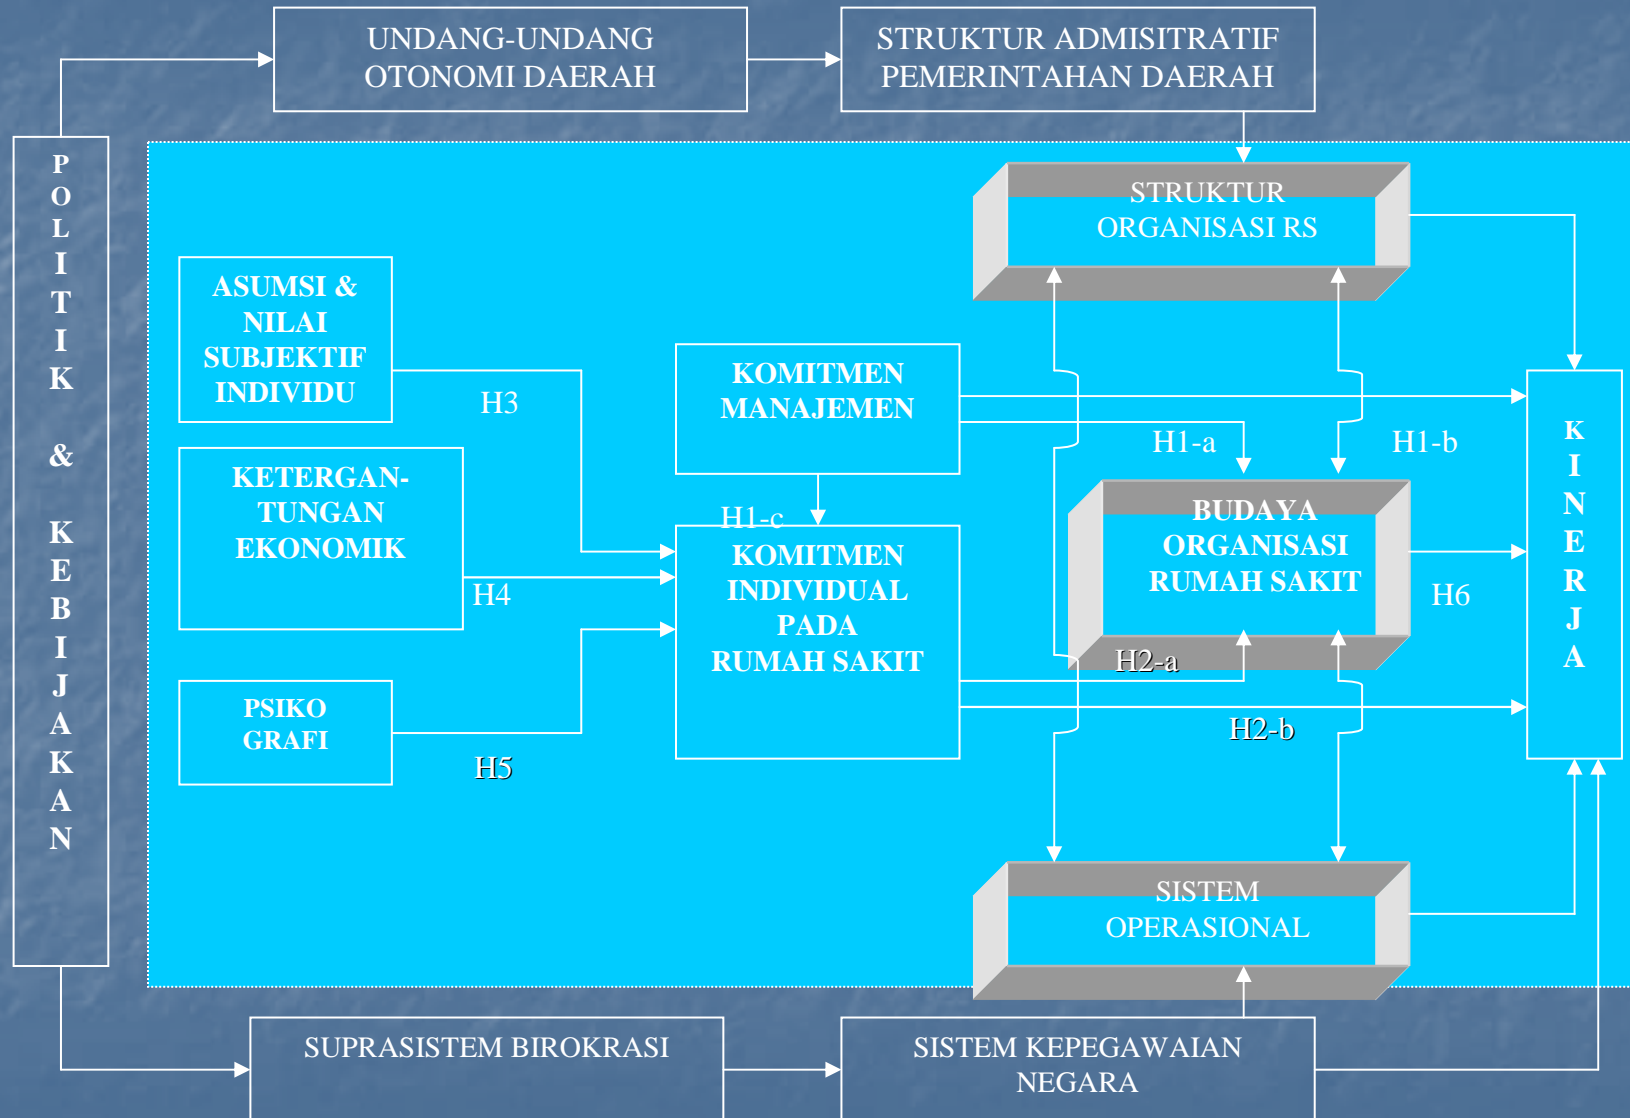 UNDANG-UNDANG
OTONOMI DAERAH
STRUKTUR ADMISITRATIF
PEMERINTAHAN DAERAH
P
O
L
I
T
I
K
&
K
E
B
I
J
A
K
A
N
STRUKTUR
ORGANISASI RS
ASUMSI &
NILAI
SUBJEKTIF
INDIVIDU
H3
KOMITMEN
MANAJEMEN
H1-a
H1-b
K
I
N
E
R
J
A
KETERGAN-
TUNGAN
EKONOMIK
H4
H1-c
KOMITMEN
INDIVIDUAL
PADA
RUMAH SAKIT
BUDAYA
ORGANISASI
RUMAH SAKIT
H6
H2-a
H2-b
PSIKO
GRAFI
H5
SISTEM
OPERASIONAL
SUPRASISTEM BIROKRASI
SISTEM KEPEGAWAIAN
NEGARA